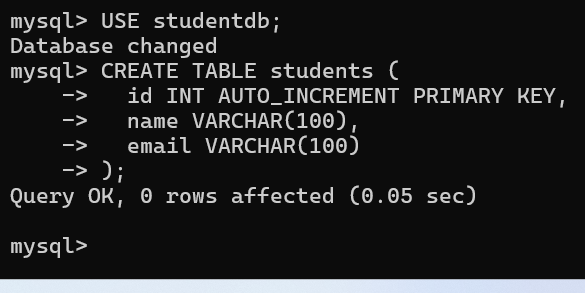 mysql> USE studentdb;
Database changed
mysql> CREATE TABLE students (
    ->   id INT AUTO_INCREMENT PRIMARY KEY,
    ->   name VARCHAR(100),
    ->   email VARCHAR(100)
    -> );
Query OK, 0 rows affected (0.05 sec)

mysql>